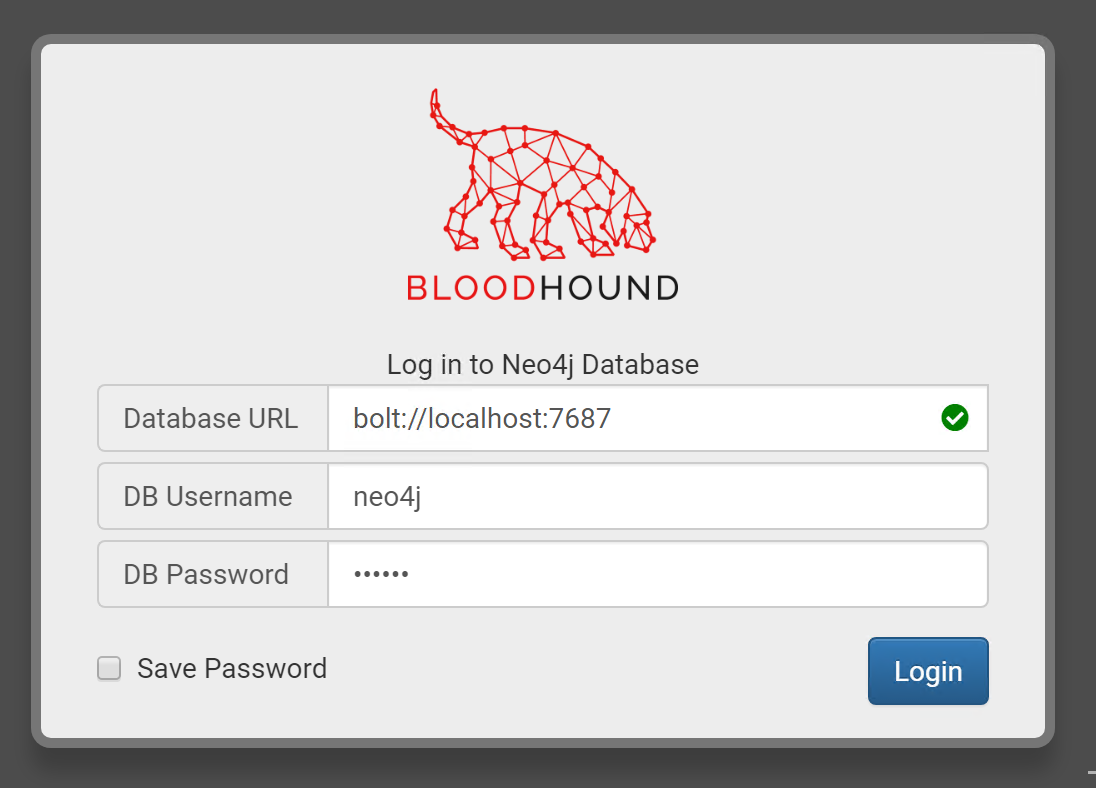 BLOODHOUND
Log in to Neo4j Database
Database URL bolt://localhost:7687
DB Username neo4j
DB Password ••••••
Save Password Login